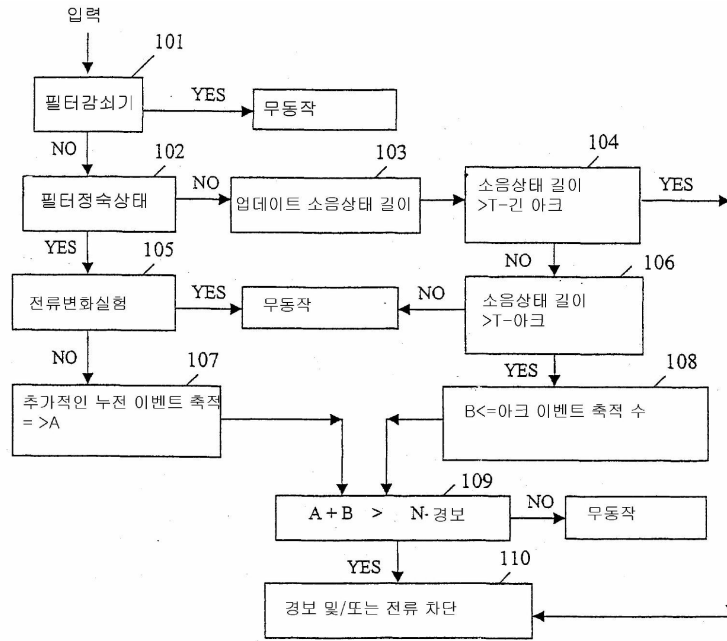 입력
101
필터감쇠기
YES
무동작
NO
102
103
104
필터정숙상태
NO
업데이트 소음상태 길이
소음상태 길이
>T-긴 아크
YES
YES
105
NO
106
전류변화실험
YES
무동작
NO
소음상태 길이
>T-아크
NO
107
YES
108
추가적인 누전 이벤트 축적
= >A
B<=아크 이벤트 축적 수
109
A+B > N·경보
NO
무동작
YES
110
경보 및/또는 전류 차단